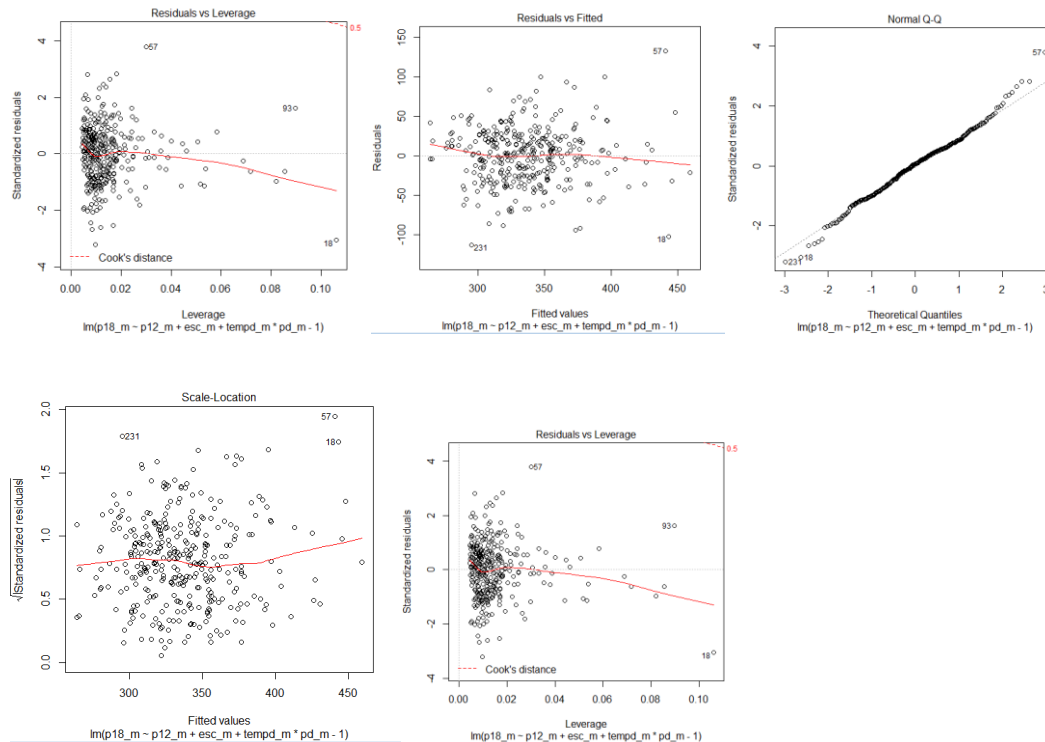 Residuals vs Leverage
0.5
57
93
18
Cook's distance
Standardized residuals
4
2
0
-2
-4
0.00 0.02 0.04 0.06 0.08 0.10
Leverage
lm(p18_m ~ p12_m + esc_m + tempd_m * pd_m - 1)
Residuals vs Fitted
57
231
18
Residuals
150
100
50
0
-50
-100
300 350 400 450
Fitted values
lm(p18_m ~ p12_m + esc_m + tempd_m * pd_m - 1)
Normal Q-Q
57
18
231
Standardized residuals
4
2
0
-2
-3 -2 -1 0 1 2 3
Theoretical Quantiles
lm(p18_m ~ p12_m + esc_m + tempd_m * pd_m - 1)
Scale-Location
57
231
18
√|Standardized residuals|
2.0
1.5
1.0
0.5
0.0
300 350 400 450
Fitted values
lm(p18_m ~ p12_m + esc_m + tempd_m * pd_m - 1)
Residuals vs Leverage
0.5
57
93
18
Cook's distance
Standardized residuals
4
2
0
-2
-4
0.00 0.02 0.04 0.06 0.08 0.10
Leverage
lm(p18_m ~ p12_m + esc_m + tempd_m * pd_m - 1)